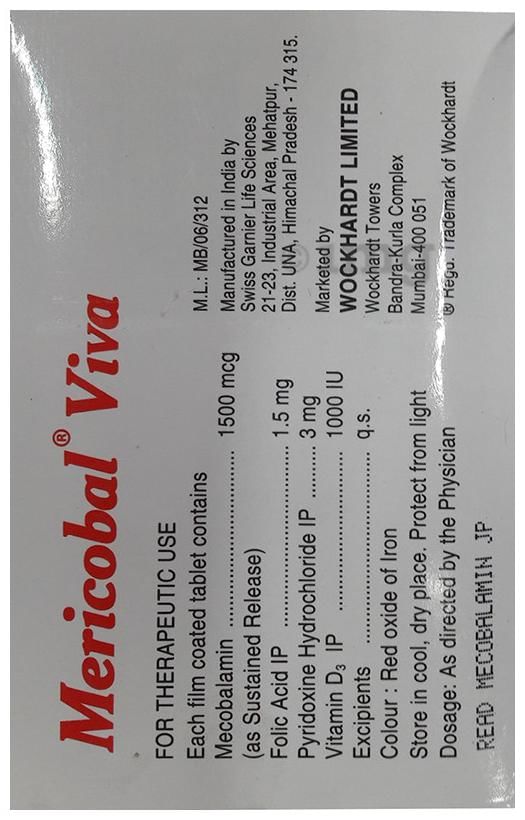 Mericobal® Viva
FOR THERAPEUTIC USE
Each film coated tablet contains
Mecobalamin .............................. 1500 mcg
(as Sustained Release)
Folic Acid IP .............................. 1.5 mg
Pyridoxine Hydrochloride IP .......... 3 mg
Vitamin D₃ IP .............................. 1000 IU
Excipients .............................. q.s.
Colour : Red oxide of Iron
Store in cool, dry place. Protect from light
Dosage: As directed by the Physician
READ MECOBALAMIN JP
M.L.: MB/06/312
Manufactured in India by
Swiss Garnier Life Sciences
21-23, Industrial Area, Mehatpur,
Dist. UNA, Himachal Pradesh - 174 315.
Marketed by
WOCKHARDT LIMITED
Wockhardt Towers
Bandra-Kurla Complex
Mumbai-400 051
® Regd. Trademark of Wockhardt